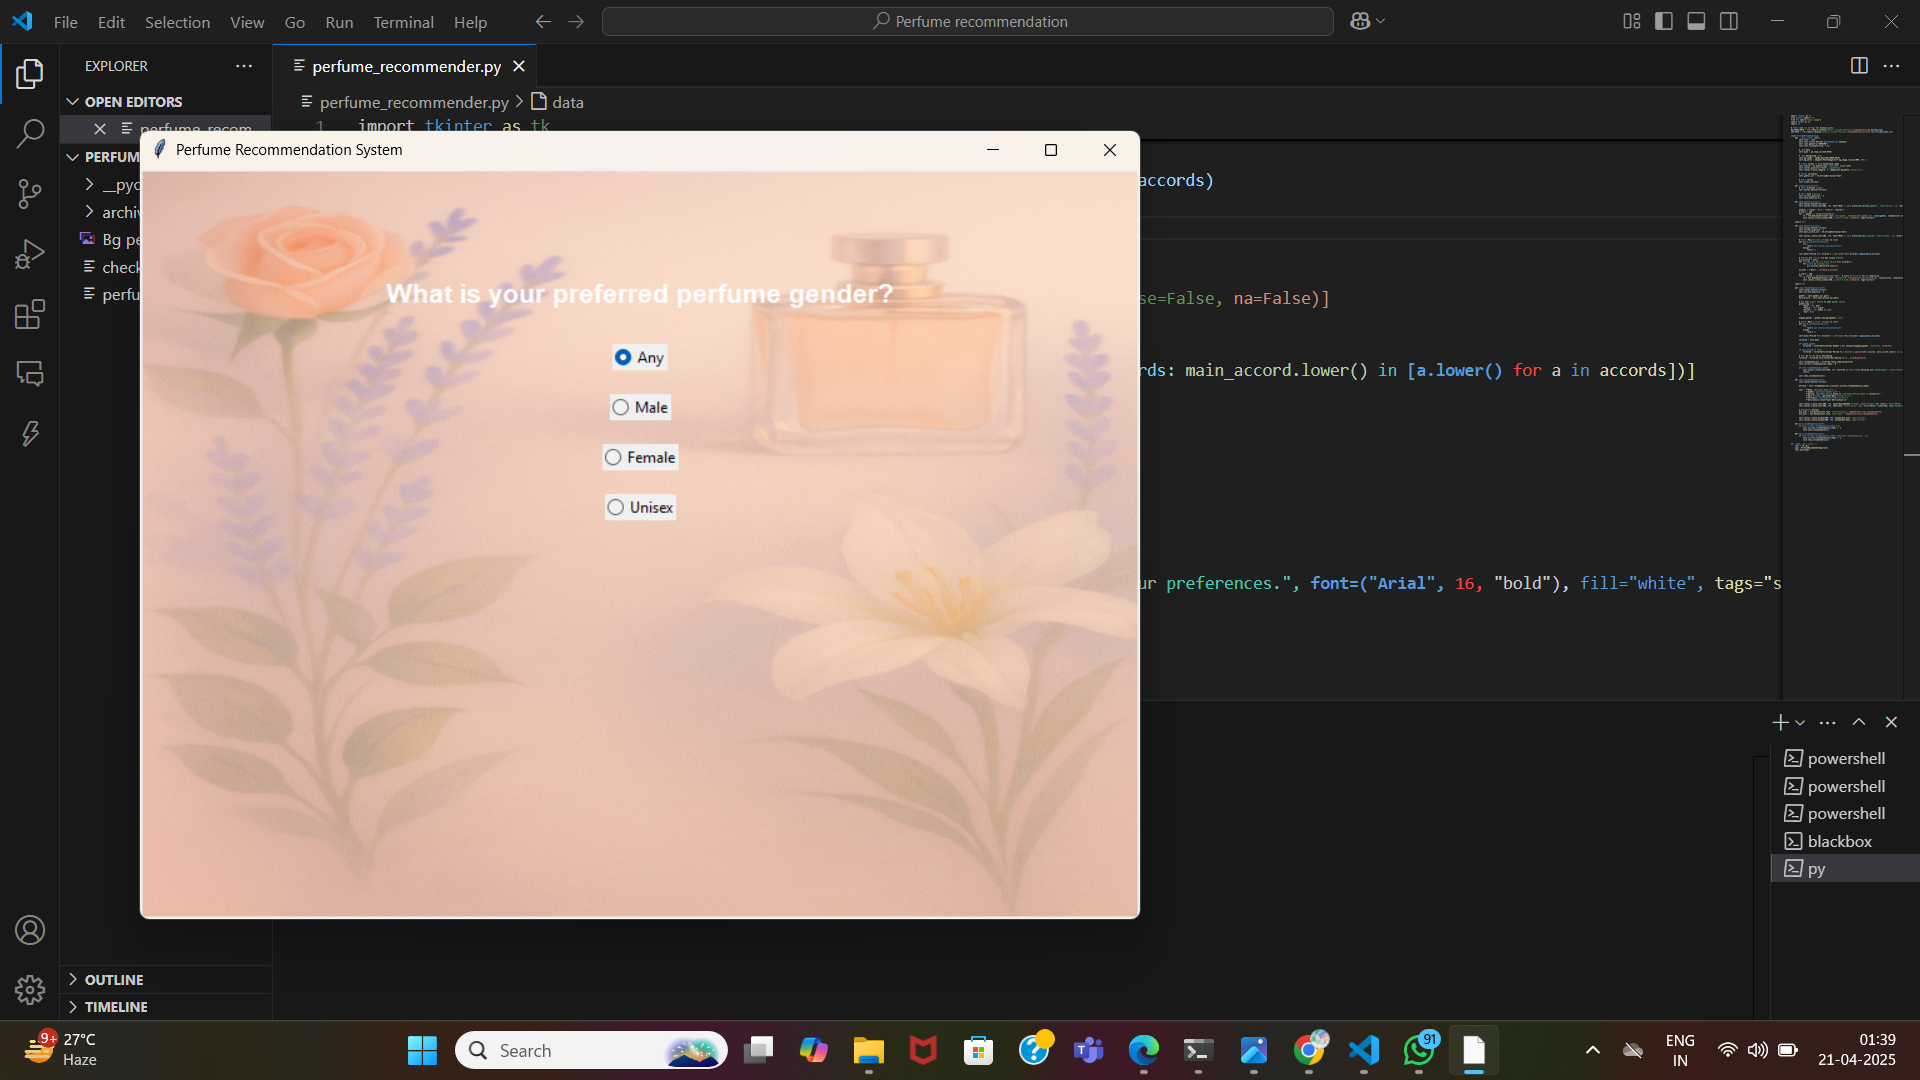 File Edit Selection View Go Run Terminal Help
Perfume recommendation
EXPLORER
perfume_recommender.py
OPEN EDITORS
perfume_recommender.py > data
perfume_recom
1 import tkinter as tk
PERFUM
Perfume Recommendation System
__pyc
accords)
archiv
Bg pe
check
perfu
What is your preferred perfume gender?
se=False, na=False)]
Any
rds: main_accord.lower() in [a.lower() for a in accords])]
Male
Female
Unisex
ur preferences.", font=("Arial", 16, "bold"), fill="white", tags="s
powershell
powershell
powershell
blackbox
py
OUTLINE
TIMELINE
9+
27°C
Haze
Search
91
ENG
IN
01:39
21-04-2025